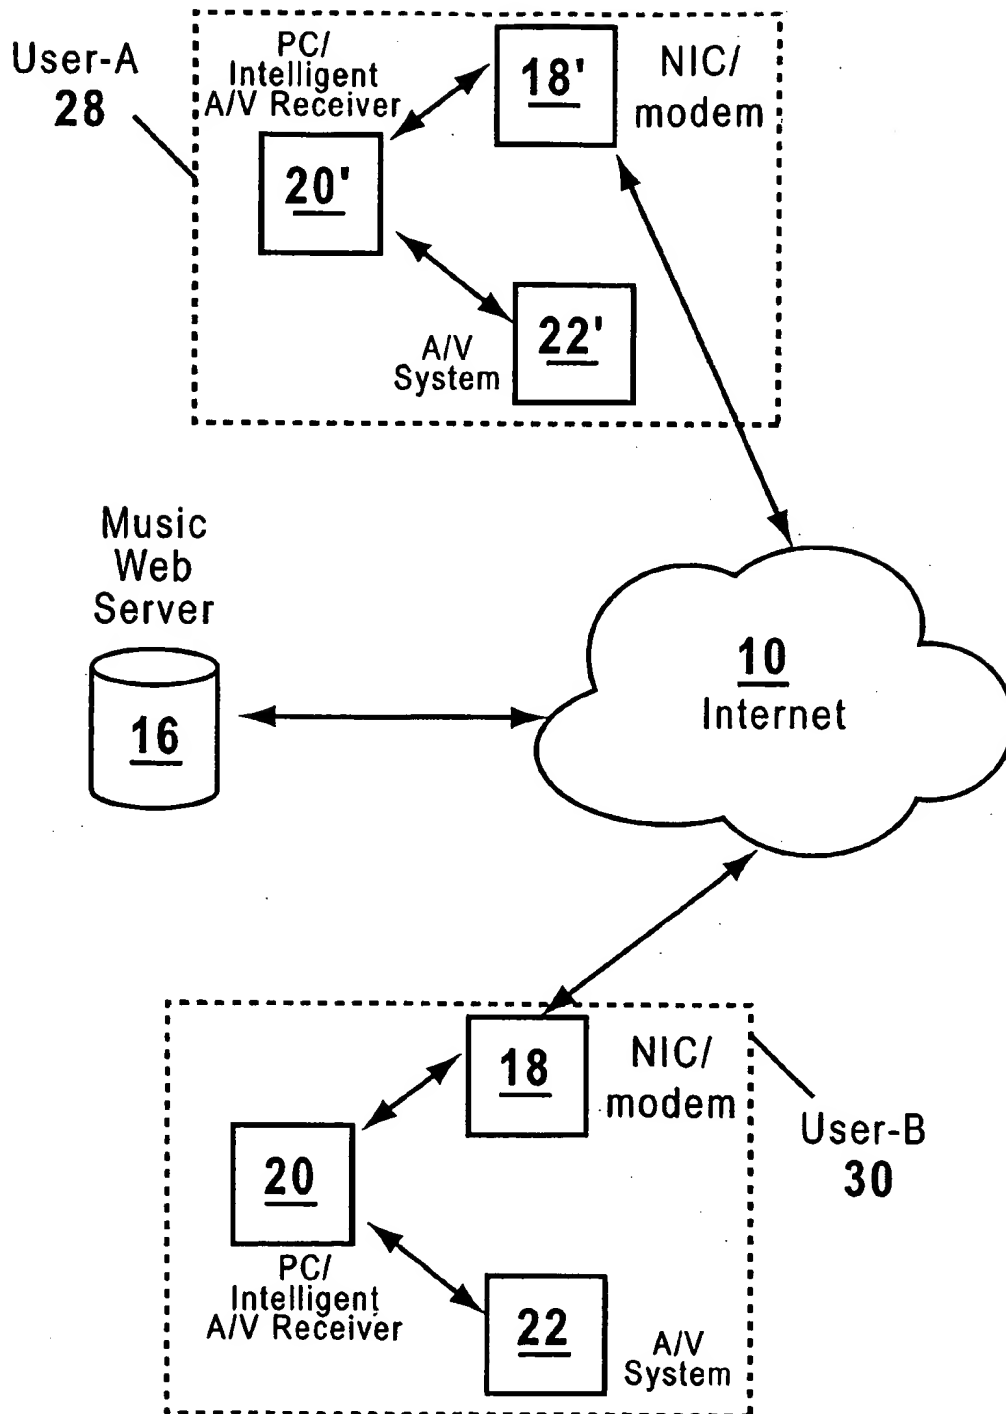 User-A
28
PC/
Intelligent
A/V Receiver
18'
NIC/
modem
20'
22'
A/V
System
Music
Web
Server
16
10
Internet
18
NIC/
modem
User-B
30
20
PC/
Intelligent
A/V Receiver
22
A/V
System